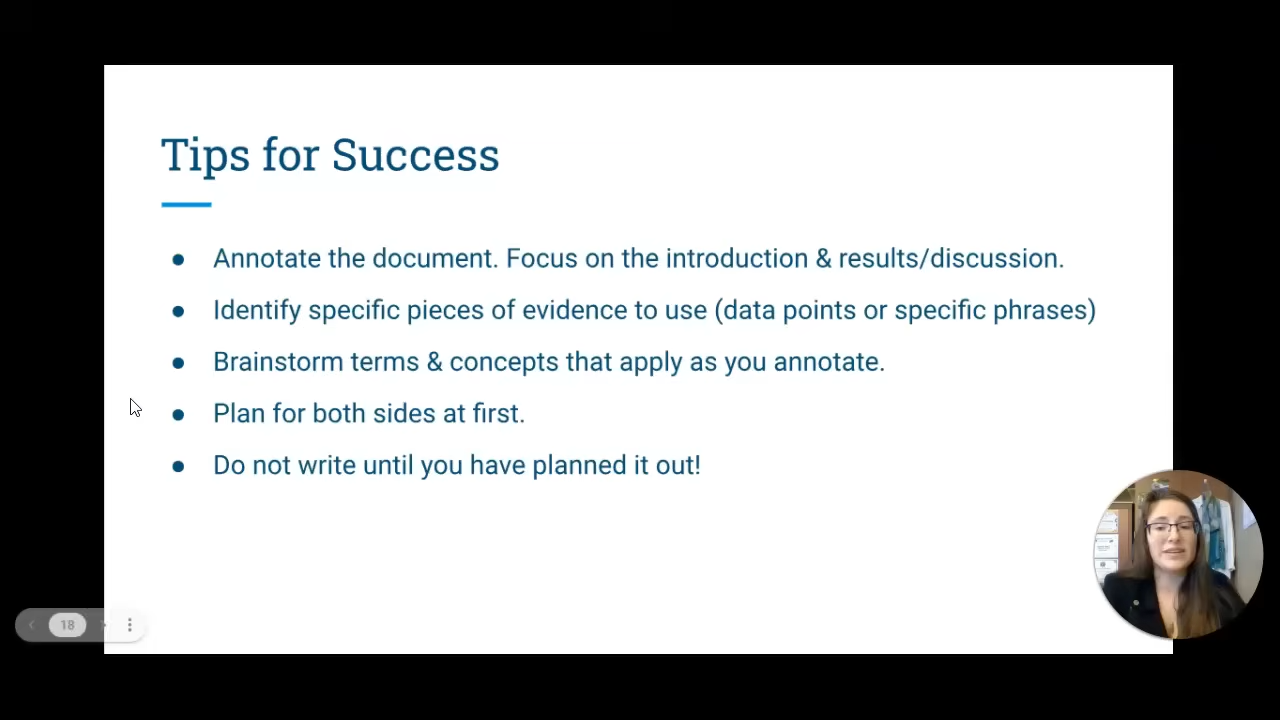 Tips for Success
● Annotate the document. Focus on the introduction & results/discussion.
● Identify specific pieces of evidence to use (data points or specific phrases)
● Brainstorm terms & concepts that apply as you annotate.
● Plan for both sides at first.
● Do not write until you have planned it out!
18